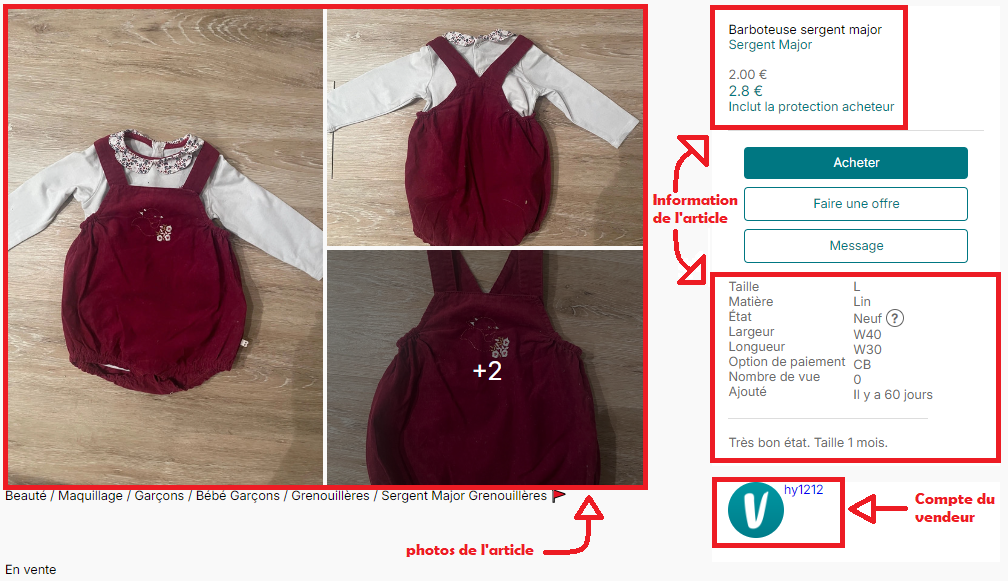 Barboteuse sergent major
Sergent Major
2.00 €
2.8 €
Inclut la protection acheteur
Acheter
Faire une offre
Message
Information
de l'article
Taille L
Matière Lin
État Neuf ?
Largeur W40
Longueur W30
Option de paiement CB
Nombre de vue 0
Ajouté Il y a 60 jours
Très bon état. Taille 1 mois.
+2
Beauté / Maquillage / Garçons / Bébé Garçons / Grenouillères / Sergent Major Grenouillères
V hy1212
Compte du
vendeur
photos de l'article
En vente